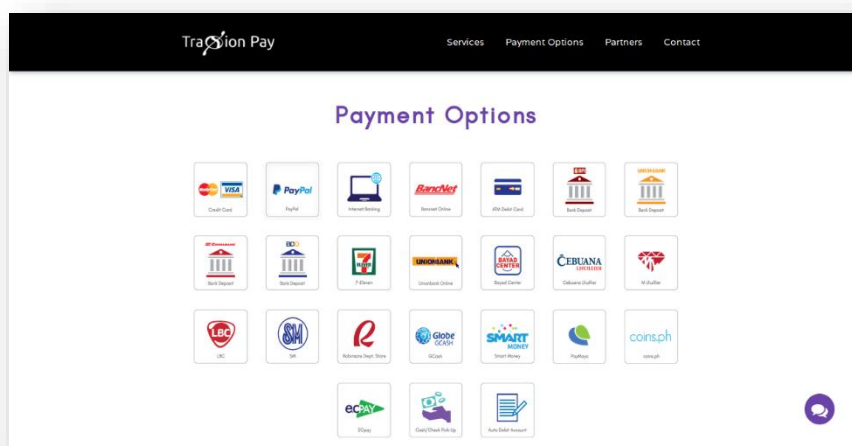 Traxion Pay
Services Payment Options Partners Contact
Payment Options
VISA
Credit Card
PayPal
PayPal
Internet Banking
BancNet
Bancnet Online
ATM Debit Card
BPI
Bank Deposit
UNIONBANK
Bank Deposit
Bank Deposit
BDO
Bank Deposit
7 ELEVEN
7-Eleven
UNIONBANK
Unionbank Online
BAYAD CENTER
Bayad Center
CEBUANA
LHUILLIER
Cebuana Lhuillier
M Lhuillier
LBC
LBC
SM
SM
R
Robinsons Dept. Store
Globe
GCASH
GCash
SMART
MONEY
Smart Money
PayMaya
coins.ph
coins.ph
ecPAY
ECpay
Cash/Check Pick Up
Auto Debit Account